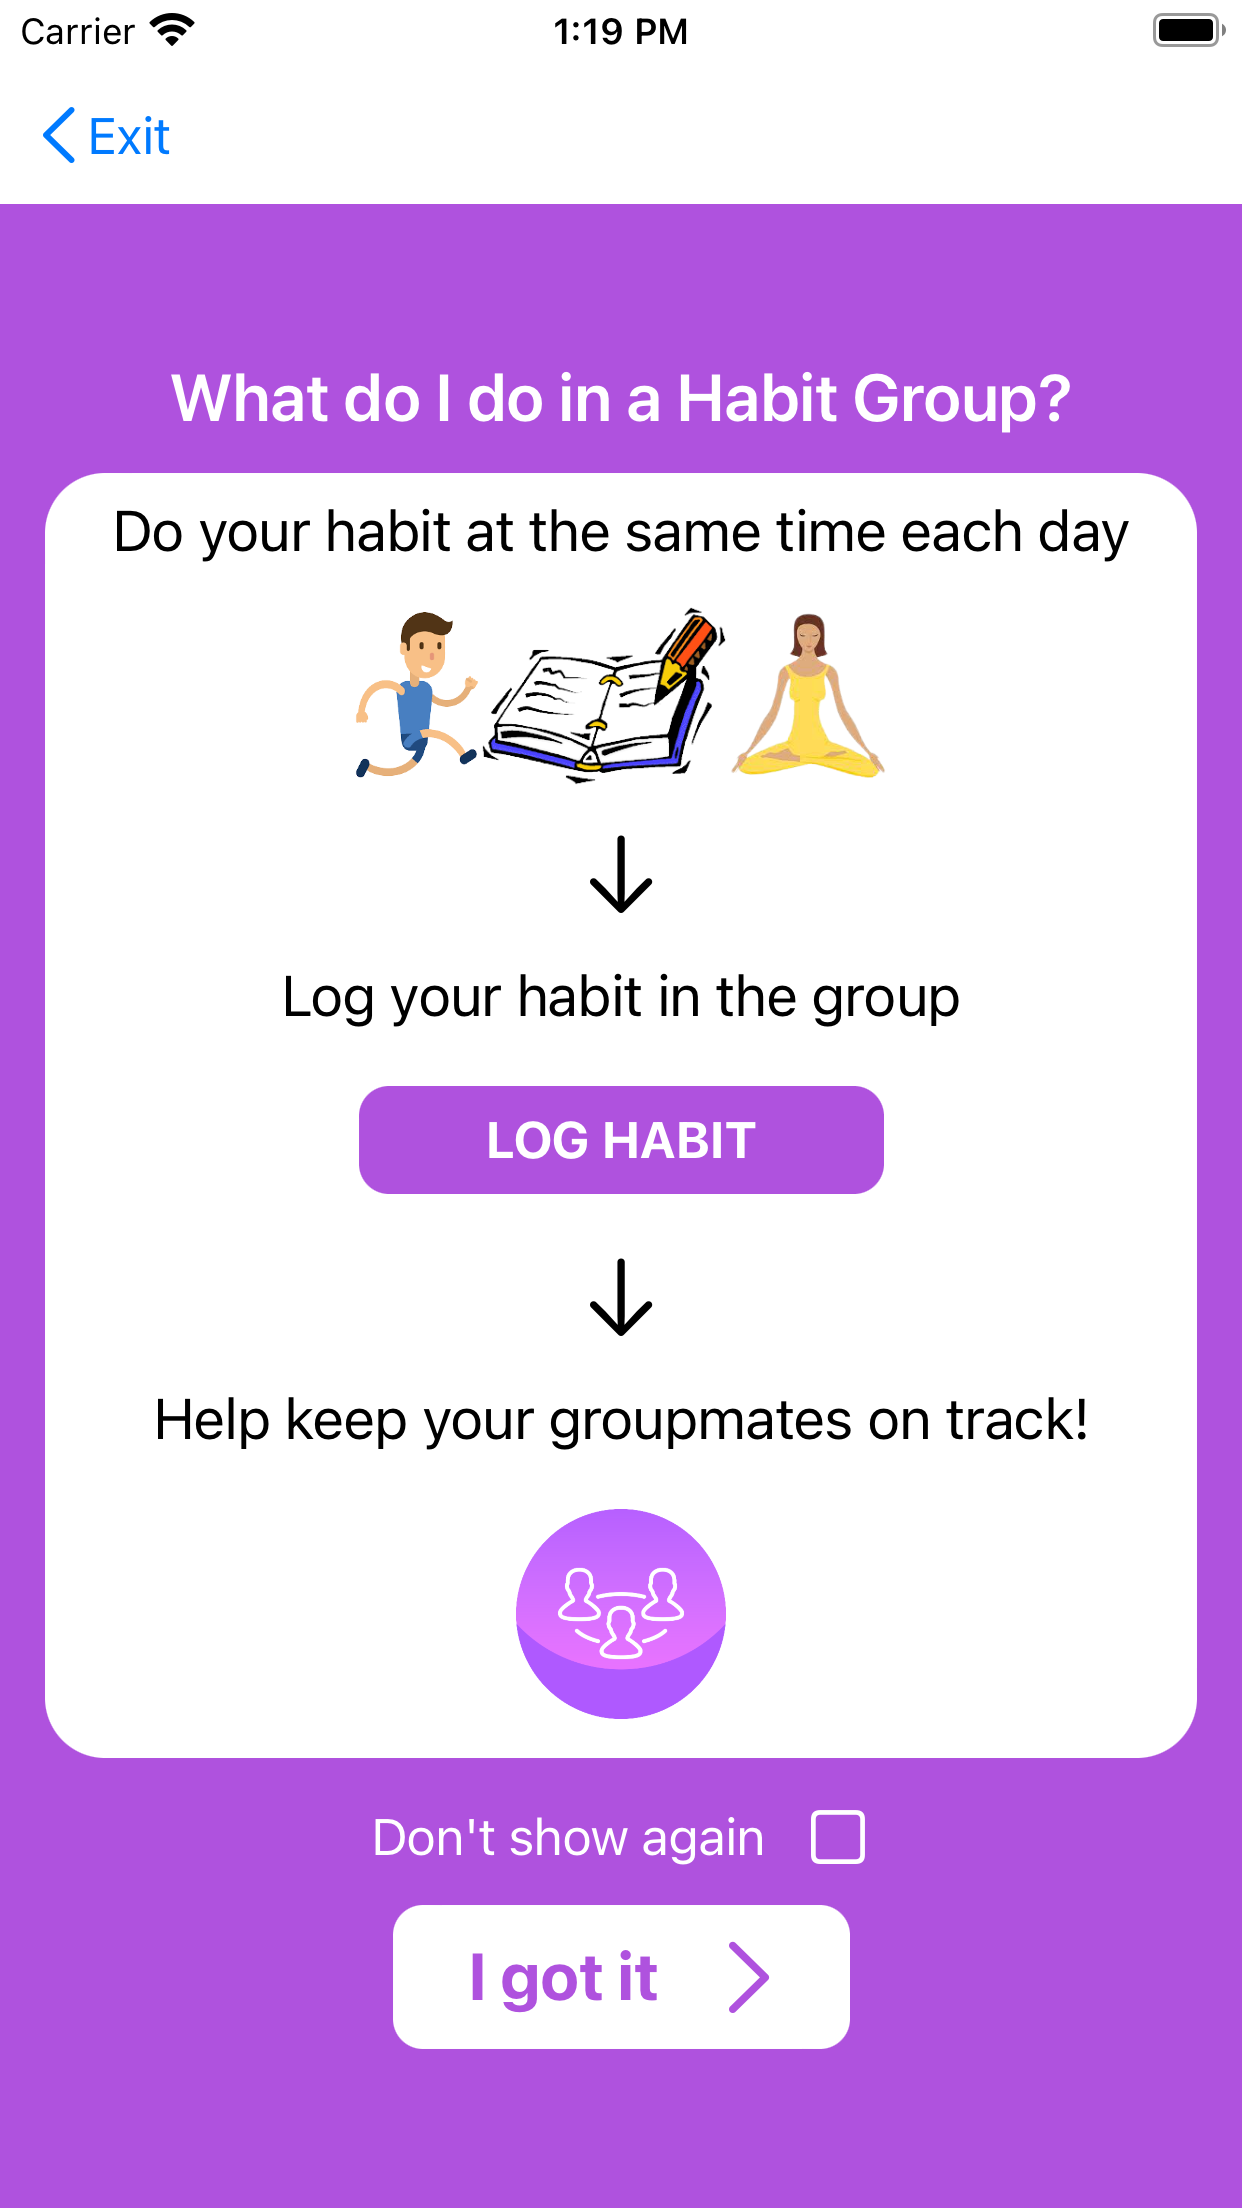 Carrier
1:19 PM
Exit
What do I do in a Habit Group?
Do your habit at the same time each day
Log your habit in the group
LOG HABIT
Help keep your groupmates on track!
Don't show again
I got it